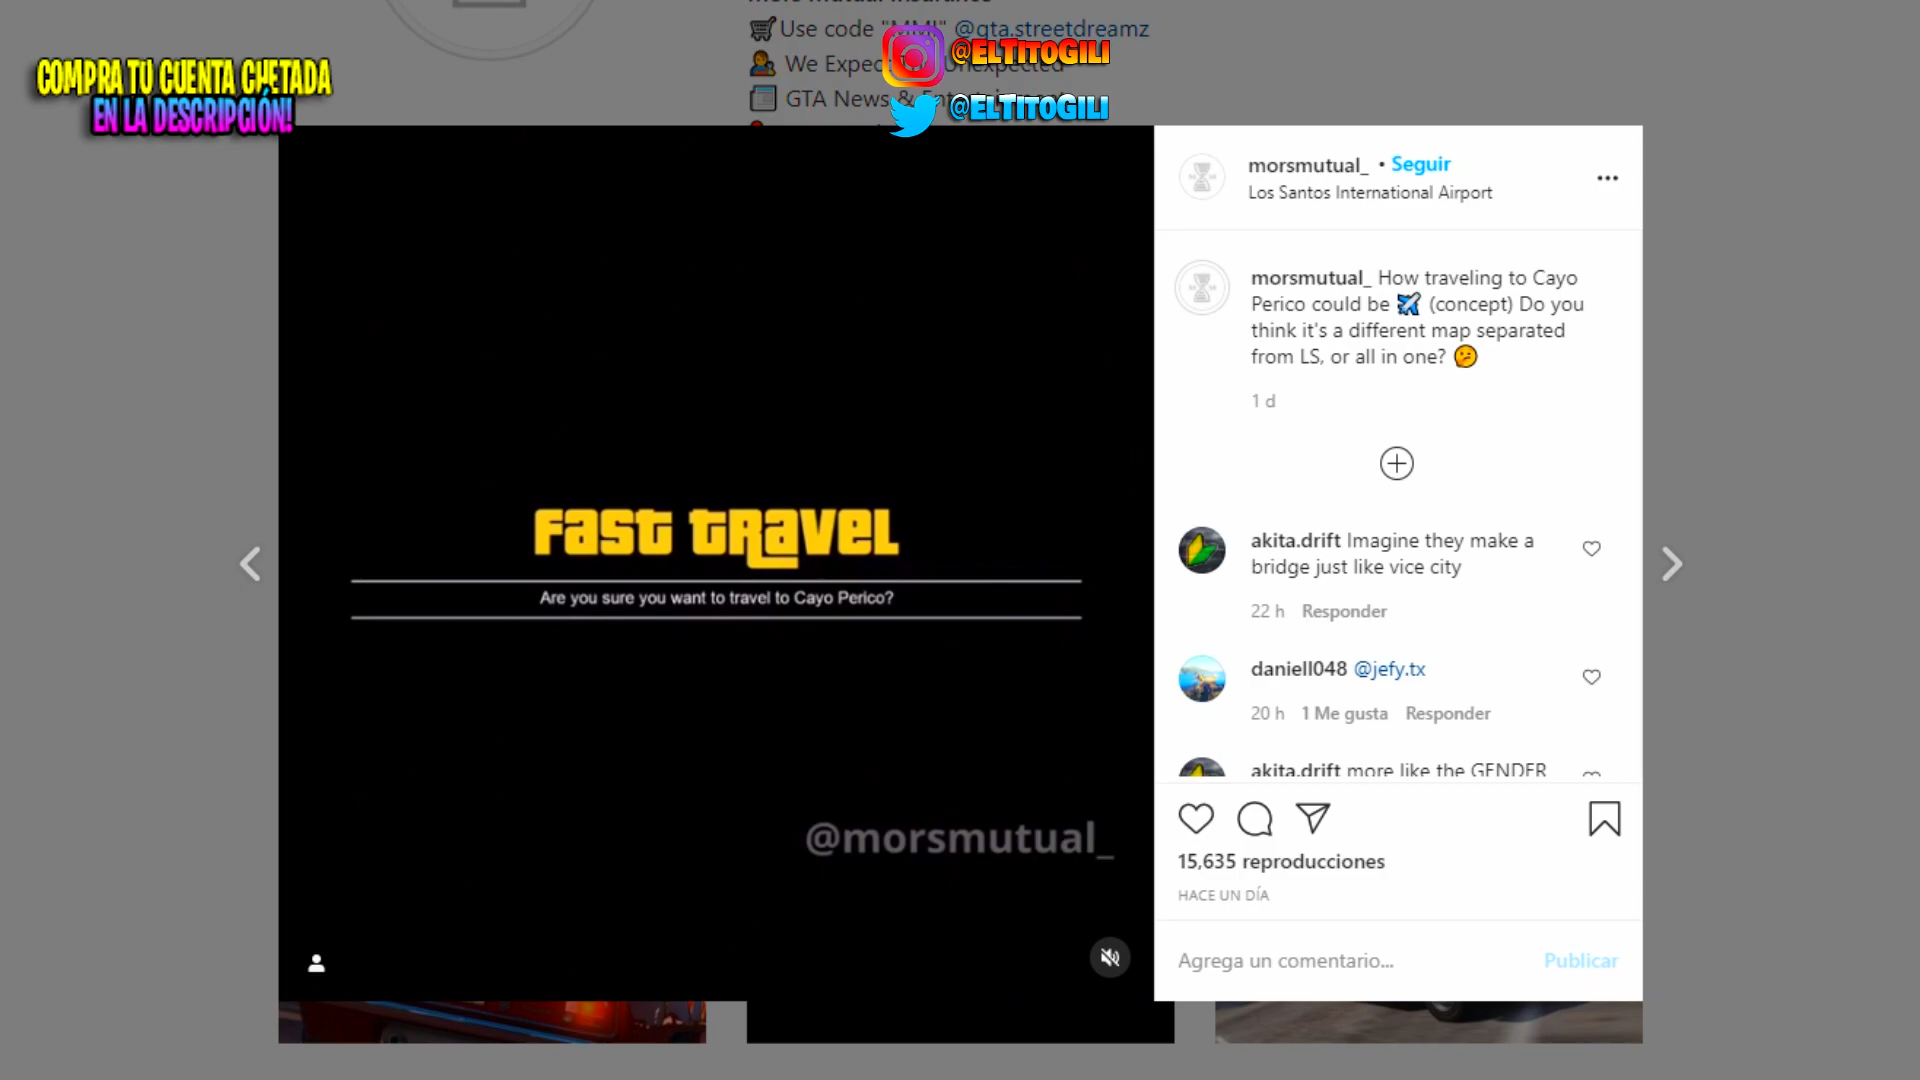 Use code "MMI" @gta.streetdreamz
We Expect The Unexpected
GTA News &
@ELTITOGILI
@ELTITOGILI
COMPRA TU CUENTA CHETADA
EN LA DESCRIPCIÓN!
FAST TRAVEL
Are you sure you want to travel to Cayo Perico?
@morsmutual_
morsmutual_ • Seguir
Los Santos International Airport
morsmutual_ How traveling to Cayo
Perico could be ✈️ (concept) Do you
think it's a different map separated
from LS, or all in one? 🤔
1 d
akita.drift Imagine they make a
bridge just like vice city
22 h Responder
daniell048 @jefy.tx
20 h 1 Me gusta Responder
akita.drift more like the GENDER
15,635 reproducciones
HACE UN DÍA
Agrega un comentario... Publicar